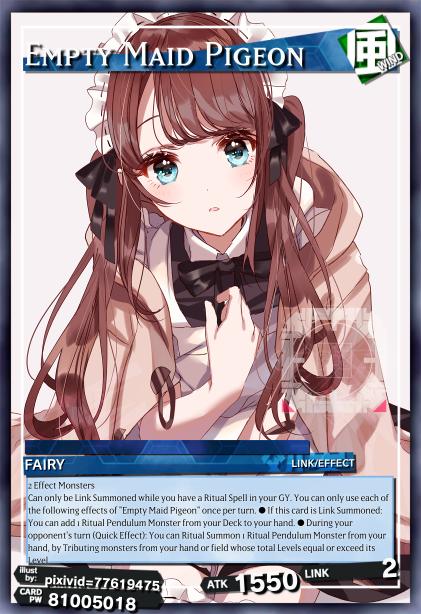 Empty Maid Pigeon
風
WIND
FAIRY
LINK/EFFECT
2 Effect Monsters
Can only be Link Summoned while you have a Ritual Spell in your GY. You can only use each of
the following effects of "Empty Maid Pigeon" once per turn. ● If this card is Link Summoned:
You can add 1 Ritual Pendulum Monster from your Deck to your hand. ● During your
opponent's turn (Quick Effect): You can Ritual Summon 1 Ritual Pendulum Monster from your
hand, by Tributing monsters from your hand or field whose total Levels equal or exceed its
Level.
illust by: pixivid=77619475
ATK 1550 LINK 2
CARD PW 81005018